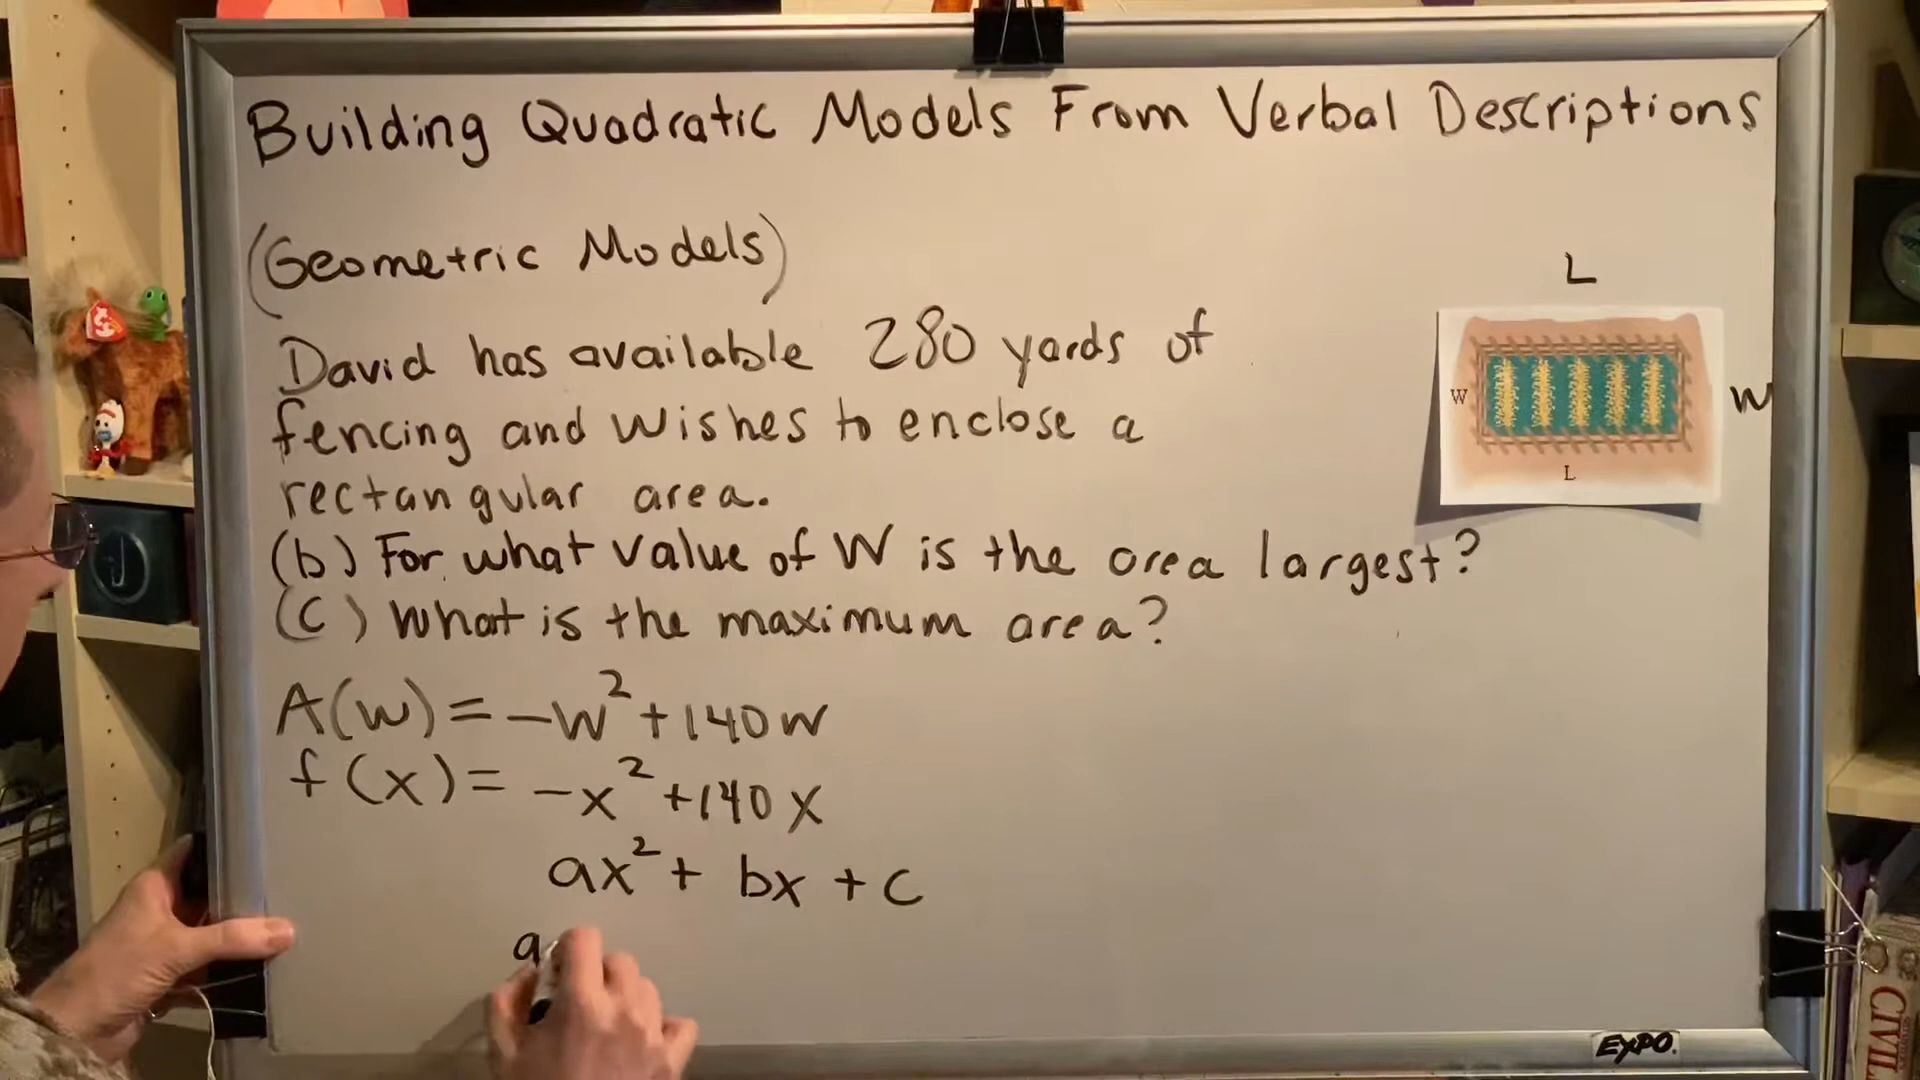 Building Quadratic Models From Verbal Descriptions
(Geometric Models)
L
David has available 280 yards of
fencing and wishes to enclose a
W
W
L
rectangular area.
(b) For what value of W is the area largest?
(C) What is the maximum area?
A(w) = -w² + 140w
f(x) = -x² + 140x
ax² + bx + c
a
EXPO
CIVIL